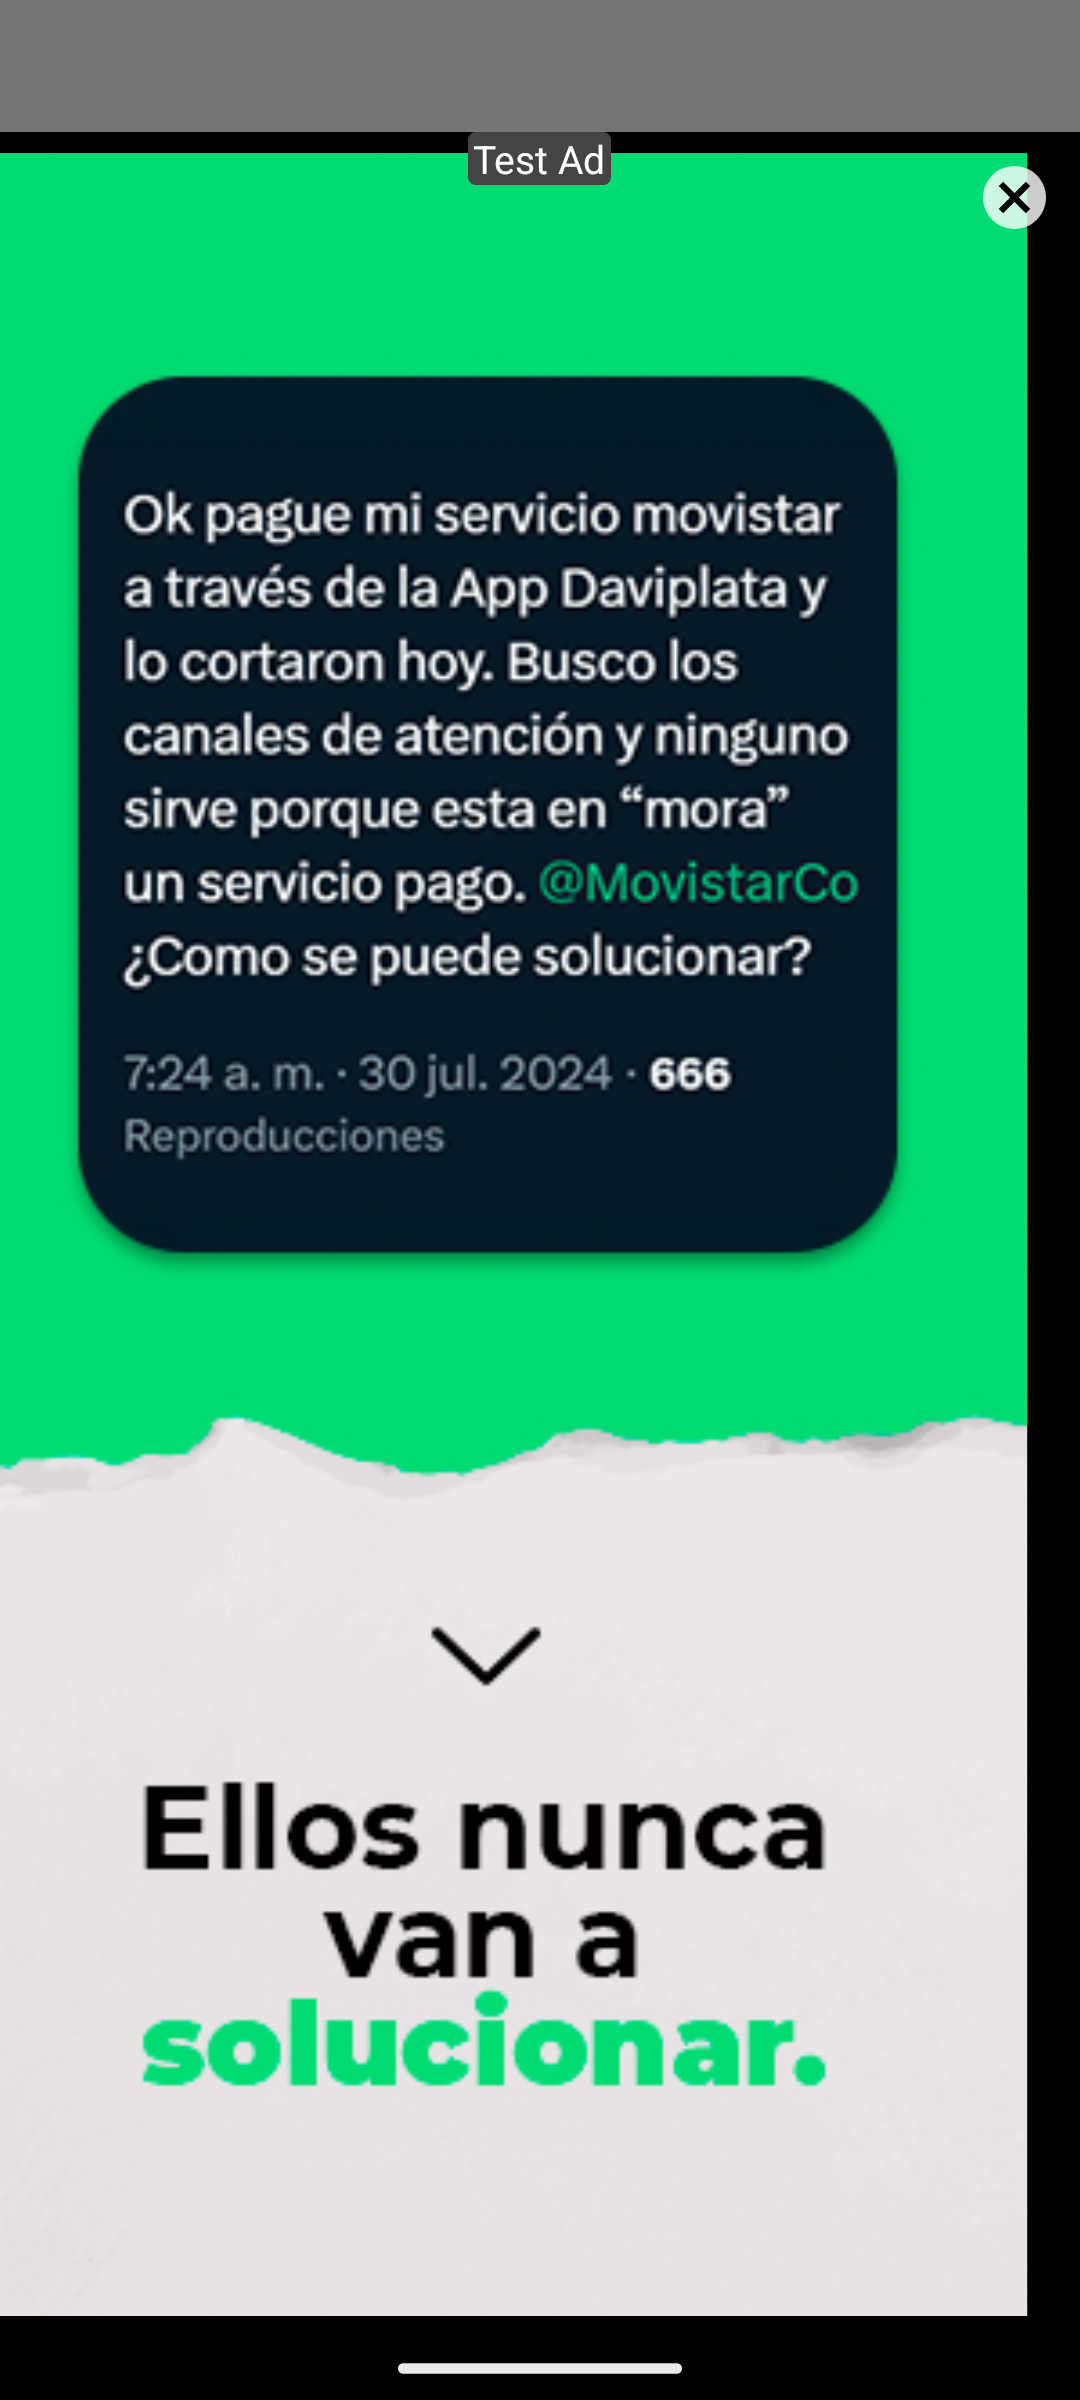 Test Ad
Ok pague mi servicio movistar
a través de la App Daviplata y
lo cortaron hoy. Busco los
canales de atención y ninguno
sirve porque esta en “mora”
un servicio pago. @MovistarCo
¿Como se puede solucionar?
7:24 a. m. · 30 jul. 2024 · 666
Reproducciones
Ellos nunca
van a
solucionar.